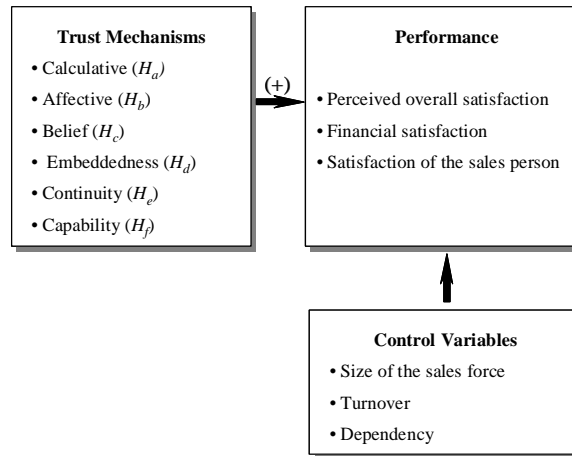 Trust Mechanisms
• Calculative (Ha)
• Affective (Hb)
• Belief (Hc)
• Embeddedness (Hd)
• Continuity (He)
• Capability (Hf)
(+)
Performance
• Perceived overall satisfaction
• Financial satisfaction
• Satisfaction of the sales person
Control Variables
• Size of the sales force
• Turnover
• Dependency